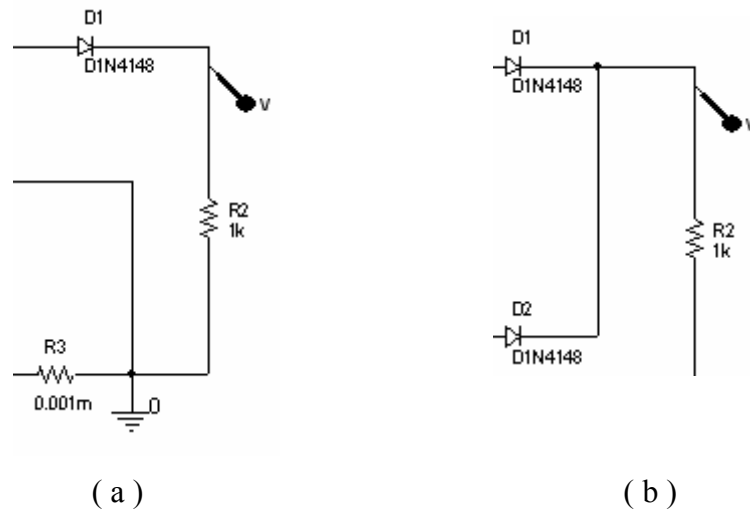 D1
D1N4148
V
R2
1k
R3
0.001m
0
( a )
D1
D1N4148
V
R2
1k
D2
D1N4148
( b )